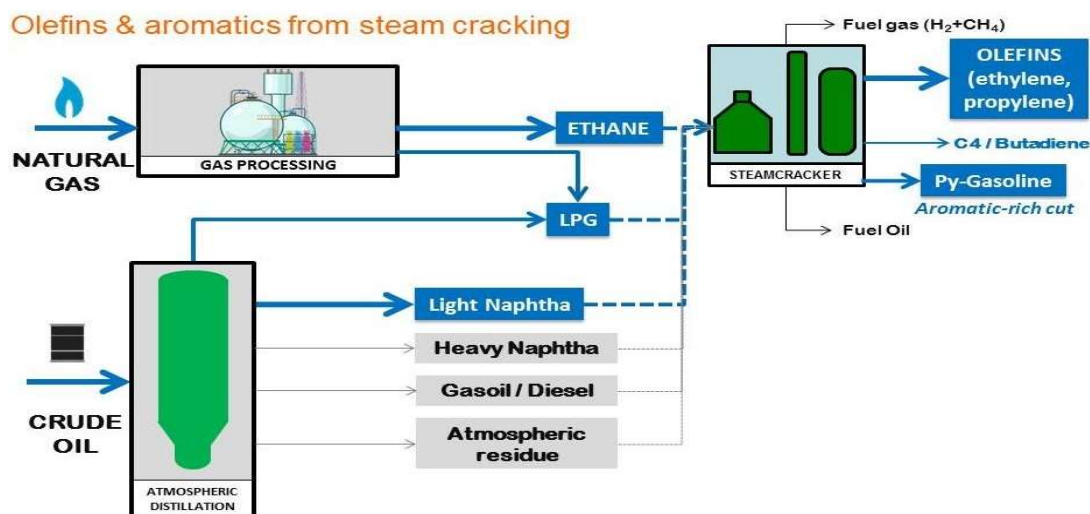 Olefins & aromatics from steam cracking
Fuel gas (H₂+CH₄)
OLEFINS
(ethylene,
propylene)
NATURAL
GAS
GAS PROCESSING
ETHANE
C4 / Butadiene
STEAMCRACKER
Py-Gasoline
Aromatic-rich cut
LPG
Fuel Oil
Light Naphtha
Heavy Naphtha
Gasoil / Diesel
CRUDE
OIL
Atmospheric
residue
ATMOSPHERIC
DISTILLATION